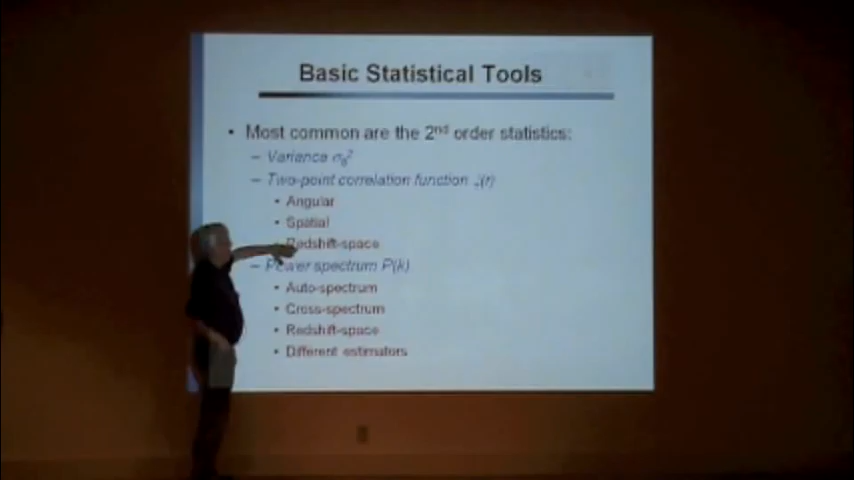 Basic Statistical Tools
• Most common are the 2nd order statistics:
– Variance σ8²
– Two-point correlation function (r)
• Angular
• Spatial
• Redshift-space
– Power spectrum P(k)
• Auto-spectrum
• Cross-spectrum
• Redshift-space
• Different estimators